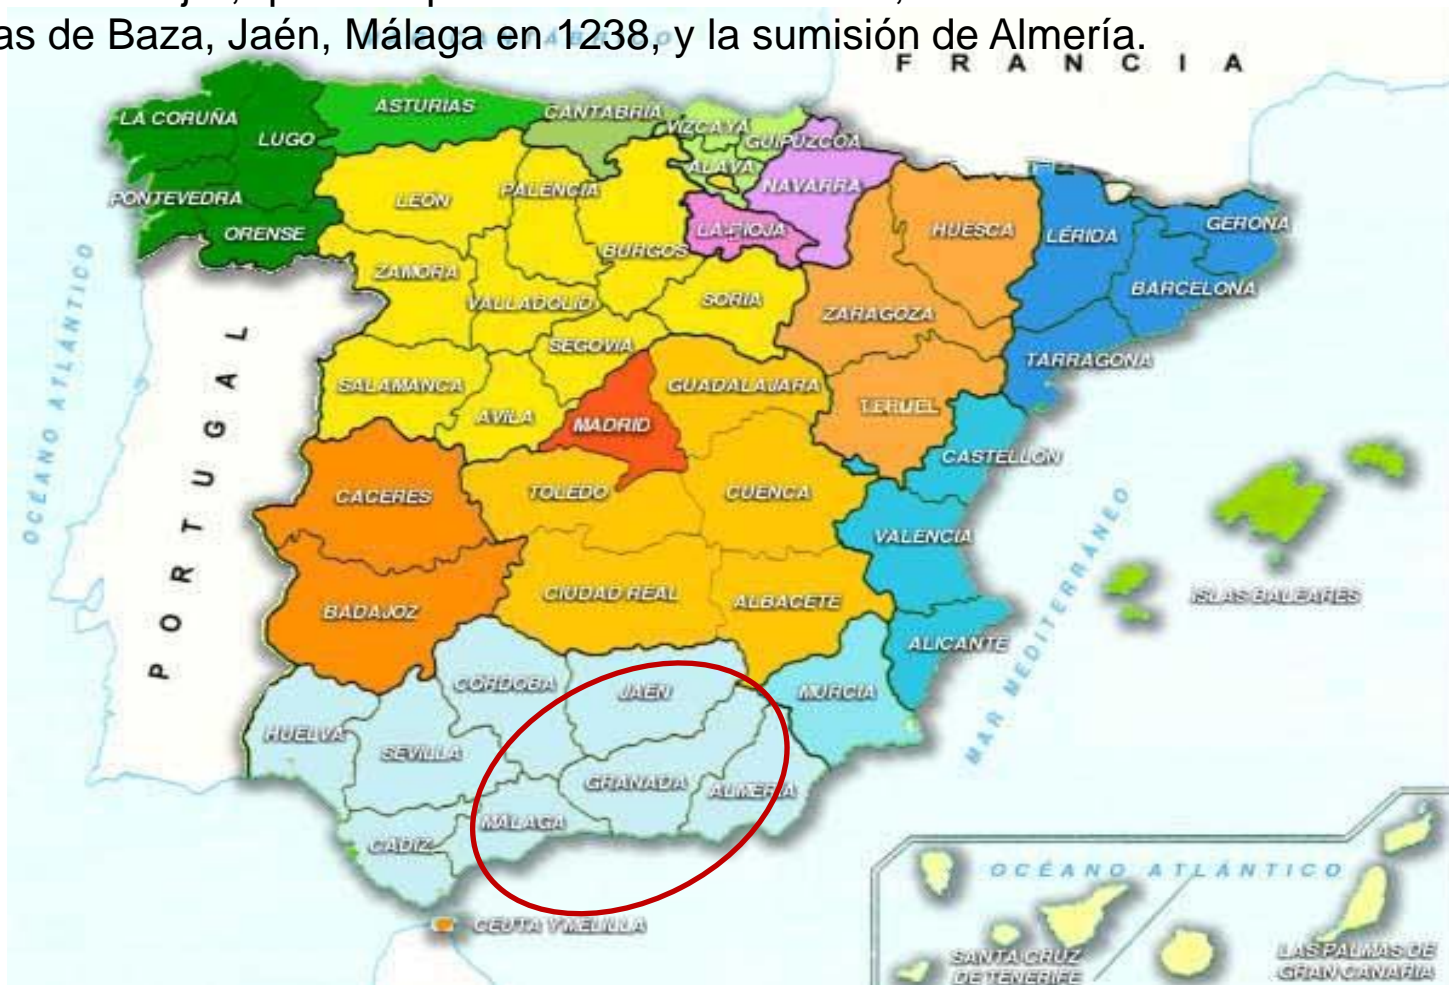 as de Baza, Jaén, Málaga en 1238, y la sumisión de Almería.
FRANCIA
LA CORUÑA
ASTURIAS
CANTABRIA
VIZCAYA
GUIPÚZCOA
LUGO
ALAVA
NAVARRA
PONTEVEDRA
LEÓN
PALENCIA
ORENSE
BURGOS
LA RIOJA
HUESCA
LÉRIDA
GERONA
ZAMORA
VALLADOLID
SORIA
ZARAGOZA
BARCELONA
SEGOVIA
TARRAGONA
SALAMANCA
AVILA
MADRID
GUADALAJARA
TERUEL
OCÉANO ATLÁNTICO
PORTUGAL
CASTELLÓN
CACERES
TOLEDO
CUENCA
VALENCIA
MAR MEDITERRÁNEO
ISLAS BALEARES
BADAJOZ
CIUDAD REAL
ALBACETE
ALICANTE
CÓRDOBA
JAÉN
MURCIA
HUELVA
SEVILLA
GRANADA
ALMERÍA
MÁLAGA
CÁDIZ
CEUTA Y MELILLA
OCÉANO ATLÁNTICO
SANTA CRUZ
DE TENERIFE
LAS PALMAS DE
GRAN CANARIA